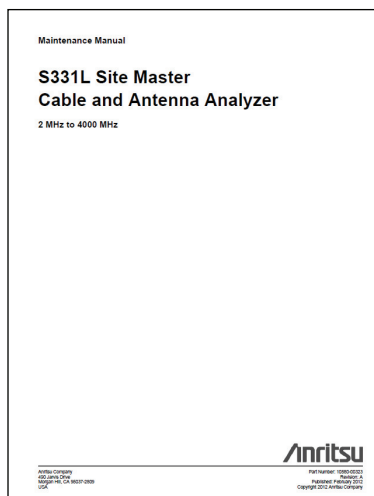 Maintenance Manual
S331L Site Master
Cable and Antenna Analyzer
2 MHz to 4000 MHz
Anritsu
Anritsu Company
490 Jarvis Drive
Morgan Hill, CA 95037-2809
USA
Part Number: 10580-00323
Revision: A
Published: February 2012
Copyright 2012 Anritsu Company